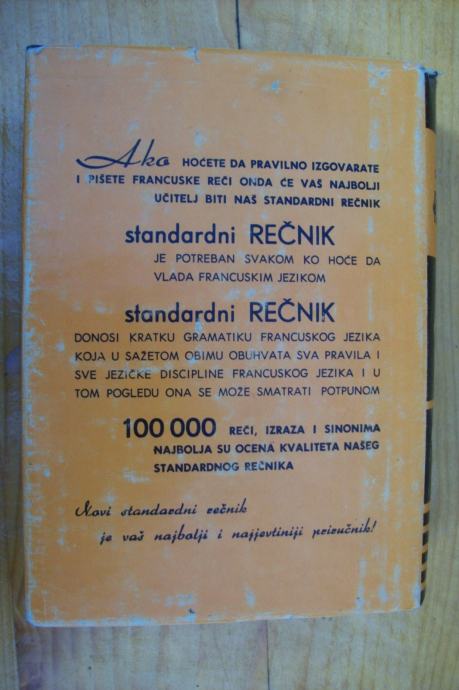 Ako HOĆETE DA PRAVILNO IZGOVARATE
I PIŠETE FRANCUSKE REČI ONDA ĆE VAŠ NAJBOLJI
UČITELJ BITI NAŠ STANDARDNI REČNIK
standardni REČNIK
JE POTREBAN SVAKOM KO HOĆE DA
VLADA FRANCUSKIM JEZIKOM
standardni REČNIK
DONOSI KRATKU GRAMATIKU FRANCUSKOG JEZIKA
KOJA U SAŽETOM OBIMU OBUHVATA SVA PRAVILA I
SVE JEZIČKE DISCIPLINE FRANCUSKOG JEZIKA I U
TOM POGLEDU ONA SE MOŽE SMATRATI POTPUNOM
100 000 REČI, IZRAZA I SINONIMA
NAJBOLJA SU OCENA KVALITETA NAŠEG
STANDARDNOG REČNIKA
Novi standardni rečnik
je vaš najbolji i najjevtiniji priručnik!